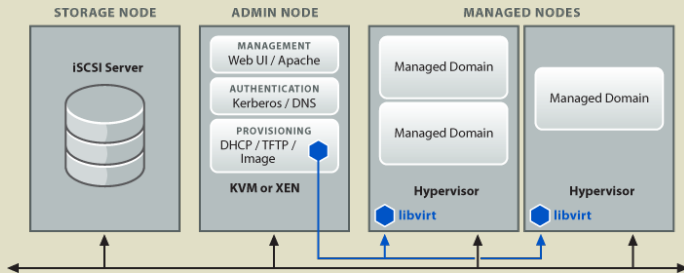 STORAGE NODE
iSCSI Server
ADMIN NODE
MANAGEMENT
Web UI / Apache
AUTHENTICATION
Kerberos / DNS
PROVISIONING
DHCP / TFTP /
Image
KVM or XEN
MANAGED NODES
Managed Domain
Managed Domain
Hypervisor
libvirt
Managed Domain
Hypervisor
libvirt